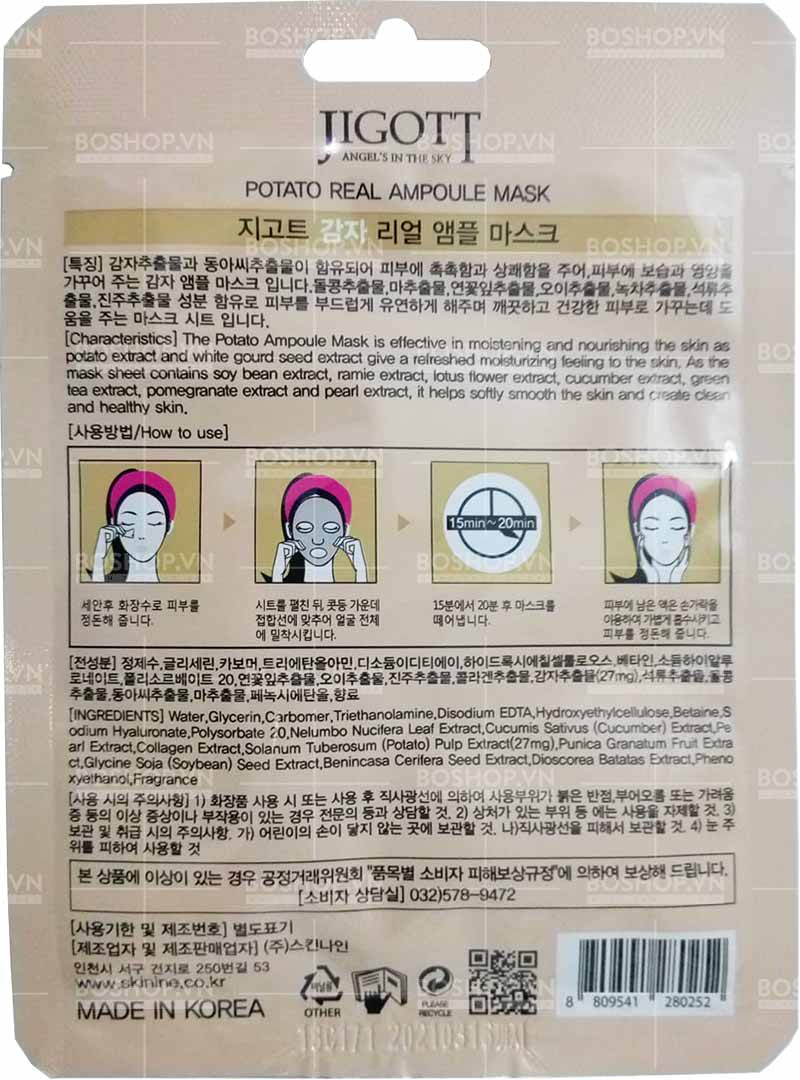 JIGOTT
ANGEL'S IN THE SKY
POTATO REAL AMPOULE MASK
지고트 감자 리얼 앰플 마스크
[특징] 감자추출물과 동아씨추출물이 함유되어 피부에 촉촉함과 상쾌함을 주어,피부에 보습과 영양을
가꾸어 주는 감자 앰플 마스크 입니다.돌콩추출물,마추출물,연꽃잎추출물,오이추출물,녹차추출물,석류추
출물,진주추출물 성분 함유로 피부를 부드럽게 유연하게 해주며 깨끗하고 건강한 피부로 가꾸는데 도
움을 주는 마스크 시트 입니다.
[Characteristics] The Potato Ampoule Mask is effective in moistening and nourishing the skin as
potato extract and white gourd seed extract give a refreshed moisturizing feeling to the skin. As the
mask sheet contains soy bean extract, ramie extract, lotus flower extract, cucumber extract, green
tea extract, pomegranate extract and pearl extract, it helps softly smooth the skin and create clean
and healthy skin.
[사용방법/How to use]
15min~20min
세안후 화장수로 피부를
정돈해 줍니다.
시트를 펼친 뒤 콧등 가운데
접합선에 맞추어 얼굴 전체
에 밀착시킵니다.
15분에서 20분 후 마스크를
떼어냅니다.
피부에 남은 액은 손가락을
이용하여 가볍게 흡수시키고
피부를 정돈해 줍니다.
[전성분] 정제수,글리세린,카보머,트리에탄올아민,디소듐이디티에이,하이드록시에칠셀룰로오스,베타인,소듐하이알루
로네이트,폴리소르베이트 20,연꽃잎추출물,오이추출물,진주추출물,콜라겐추출물,감자추출물(27mg),석류추출물,돌콩
추출물,동아씨추출물,마추출물,페녹시에탄올,향료
[INGREDIENTS] Water,Glycerin,Carbomer,Triethanolamine,Disodium EDTA,Hydroxyethylcellulose,Betaine,S
odium Hyaluronate,Polysorbate 20,Nelumbo Nucifera Leaf Extract,Cucumis Sativus (Cucumber) Extract,Pe
arl Extract,Collagen Extract,Solanum Tuberosum (Potato) Pulp Extract(27mg),Punica Granatum Fruit Extra
ct,Glycine Soja (Soybean) Seed Extract,Benincasa Cerifera Seed Extract,Dioscorea Batatas Extract,Pheno
xyethanol,Fragrance
[사용 시의 주의사항] 1) 화장품 사용 시 또는 사용 후 직사광선에 의하여 사용부위가 붉은 반점,부어오름 또는 가려움
증 등의 이상 증상이나 부작용이 있는 경우 전문의 등과 상담할 것. 2) 상처가 있는 부위 등 에는 사용을 자제할 것. 3)
보관 및 취급 시의 주의사항. 가) 어린이의 손이 닿지 않는 곳에 보관할 것. 나)직사광선을 피해서 보관할 것. 4) 눈 주
위를 피하여 사용할 것
본 상품에 이상이 있는 경우 공정거래위원회 "품목별 소비자 피해보상규정"에 의하여 보상해 드립니다.
[소비자 상담실] 032)578-9472
[사용기한 및 제조번호] 별도표기
[제조업자 및 제조판매업자] (주)스킨나인
인천시 서구 건지로 250번길 53
www.skinine.co.kr
MADE IN KOREA
비닐류
OTHER
PLEASE
RECYCLE
8 809541 280252
BOSHOP.VN